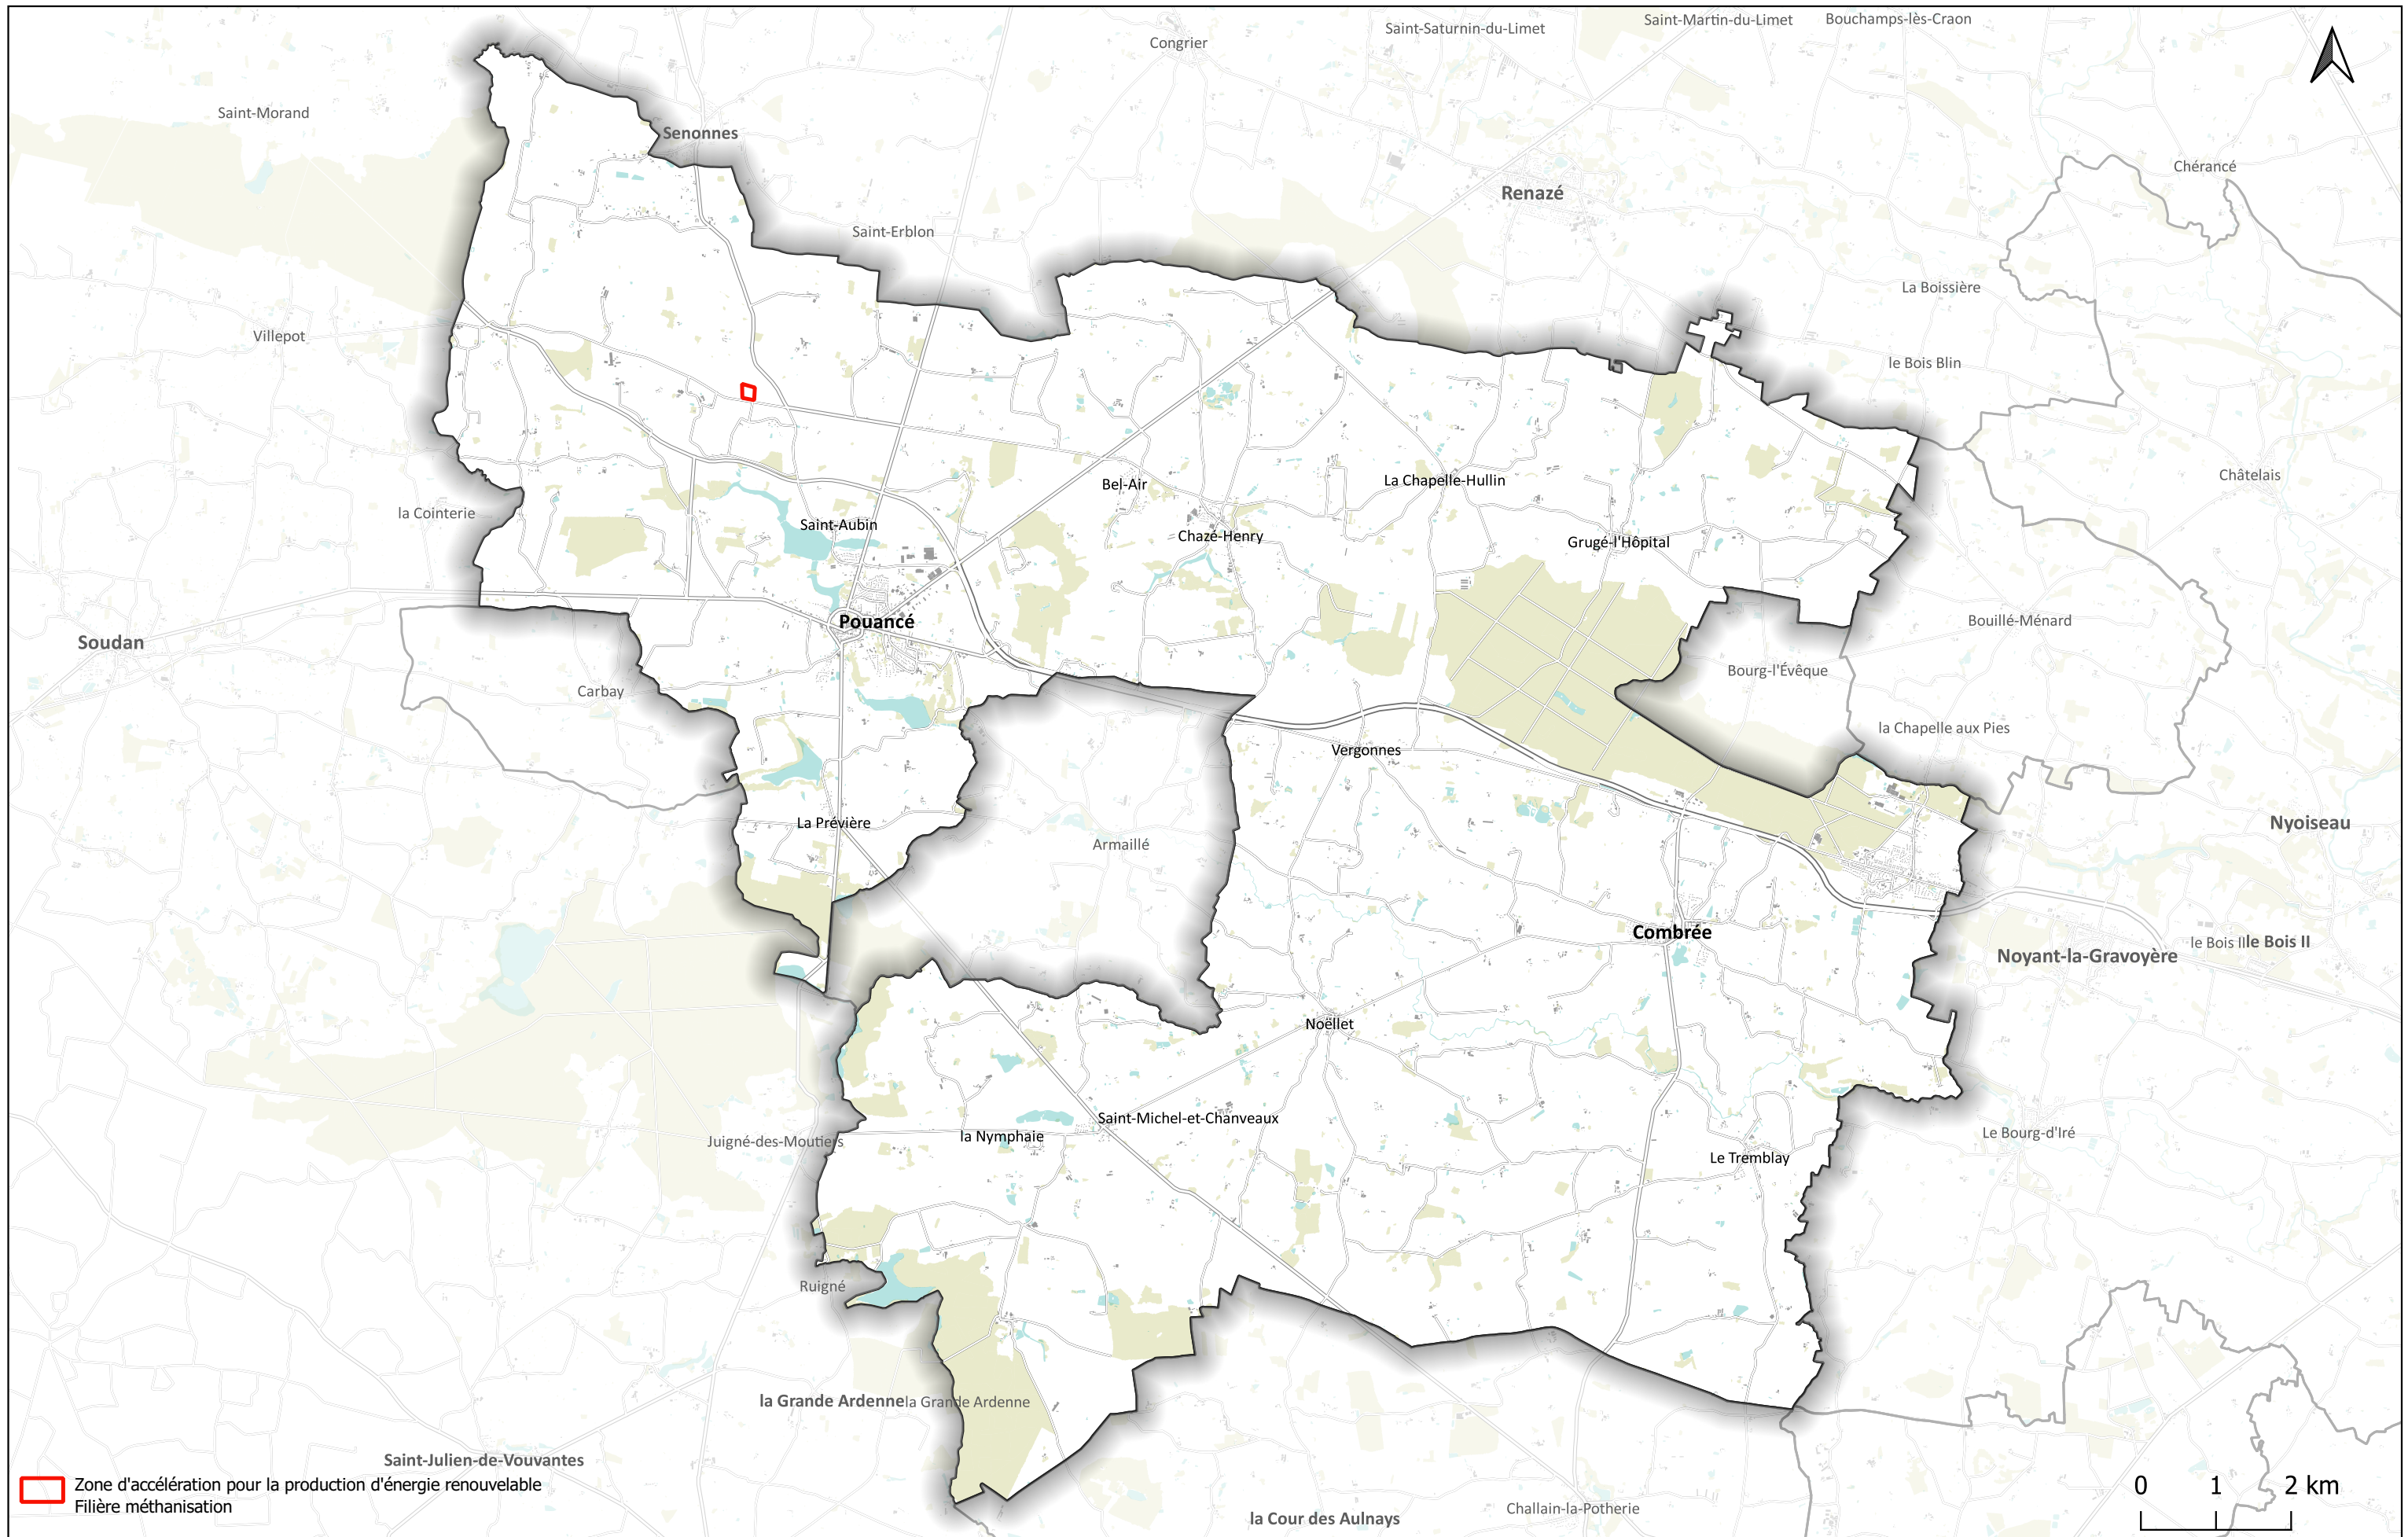 Saint-Martin-du-Limet
Bouchamps-lès-Craon
Saint-Saturnin-du-Limet
Congrier
Saint-Morand
Senonnes
Chérancé
Renazé
Saint-Erblon
La Boissière
Villepot
le Bois Blin
Châtelais
La Chapelle-Hullin
Bel-Air
la Cointerie
Saint-Aubin
Chazé-Henry
Grugé-l'Hôpital
Pouancé
Bouillé-Ménard
Soudan
Bourg-l'Évêque
Carbay
la Chapelle aux Pies
Vergonnes
La Prévière
Nyoiseau
Armaillé
Combrée
le Bois II
le Bois II
Noyant-la-Gravoyère
Noëllet
Saint-Michel-et-Chanveaux
la Nymphaie
Juigné-des-Moutiers
Le Bourg-d'Iré
Le Tremblay
Ruigné
la Grande Ardenne
la Grande Ardenne
Saint-Julien-de-Vouvantes
Zone d'accélération pour la production d'énergie renouvelable
Filière méthanisation
Challain-la-Potherie
la Cour des Aulnays
0 1 2 km